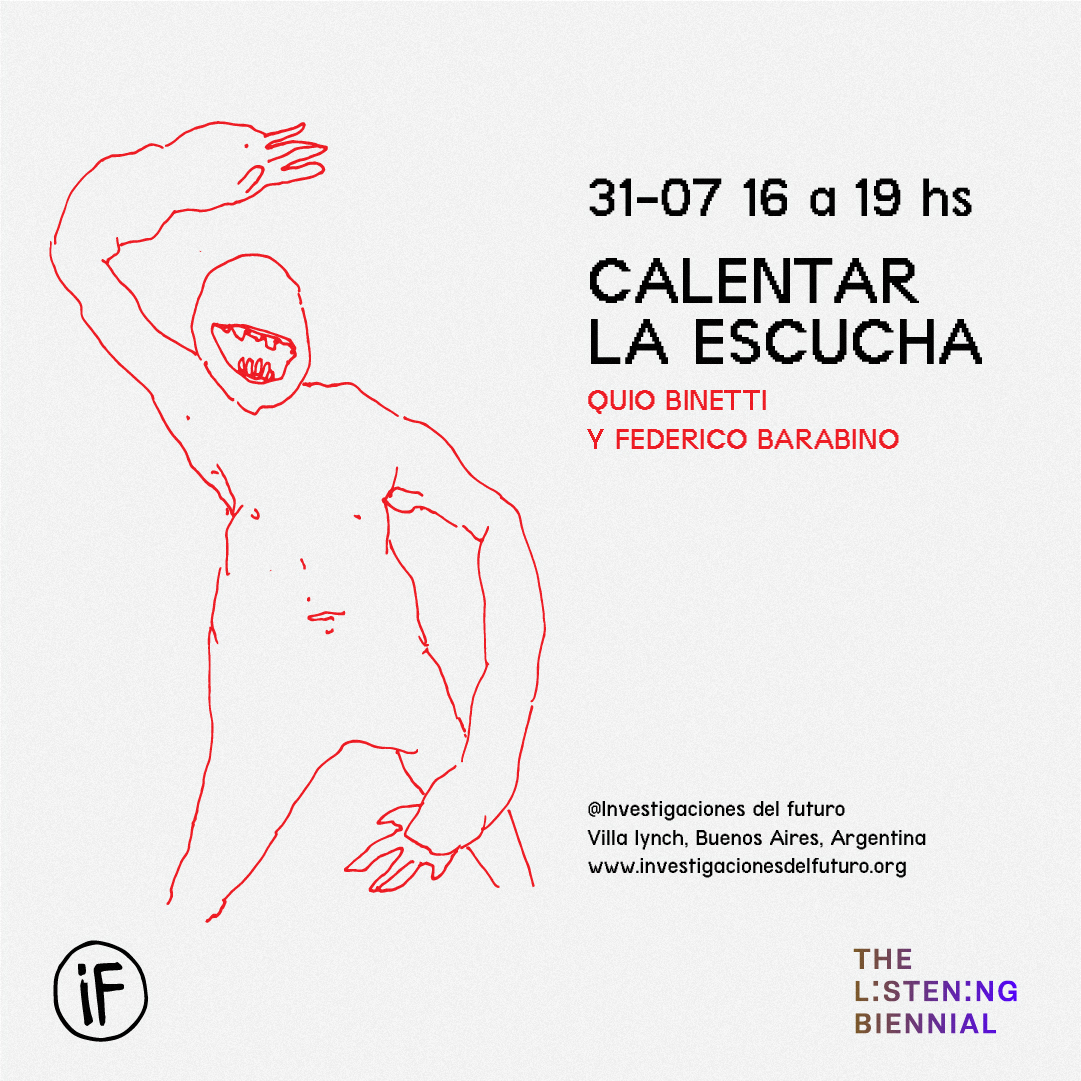 31-07 16 a 19 hs
CALENTAR
LA ESCUCHA
QUIO BINETTI
Y FEDERICO BARABINO
@Investigaciones del futuro
Villa lynch, Buenos Aires, Argentina
www.investigacionesdelfuturo.org
iF
THE
L:STEN:NG
BIENNIAL